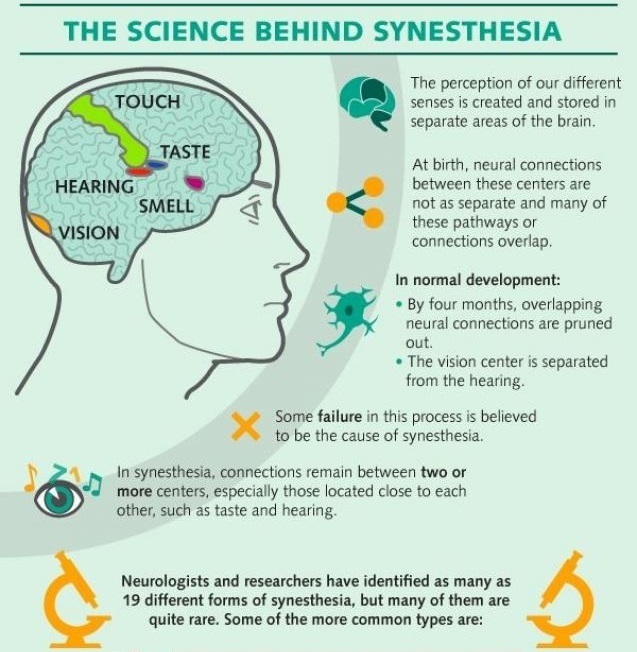 THE SCIENCE BEHIND SYNESTHESIA
TOUCH
TASTE
HEARING
SMELL
VISION
The perception of our different
senses is created and stored in
separate areas of the brain.
At birth, neural connections
between these centers are
not as separate and many of
these pathways or
connections overlap.
In normal development:
• By four months, overlapping
neural connections are pruned
out.
• The vision center is separated
from the hearing.
Some failure in this process is believed
to be the cause of synesthesia.
In synesthesia, connections remain between two or
more centers, especially those located close to each
other, such as taste and hearing.
Neurologists and researchers have identified as many as
19 different forms of synesthesia, but many of them are
quite rare. Some of the more common types are: